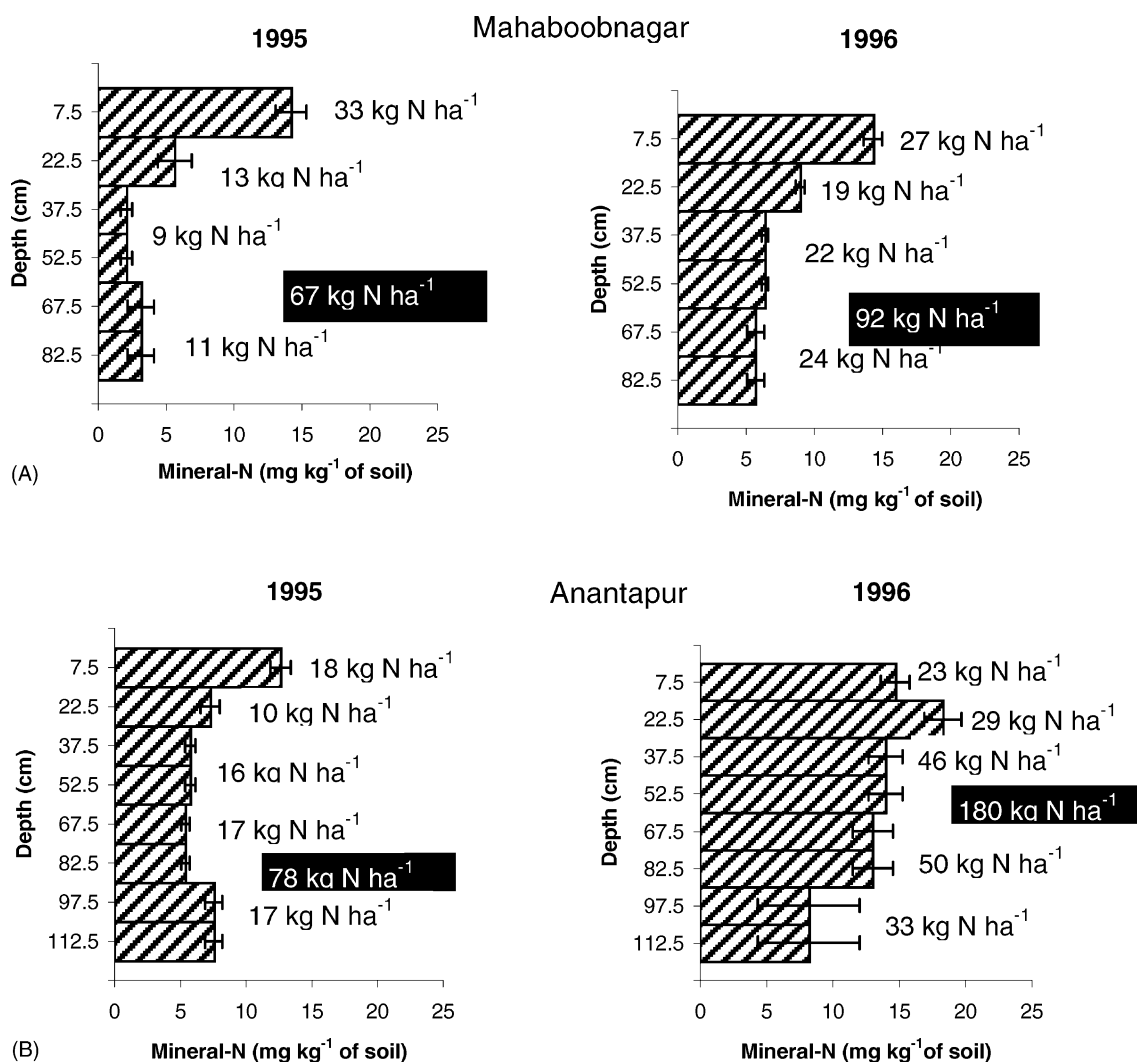 Mahaboobnagar
1995
7.5
22.5
37.5
52.5
67.5
82.5
Depth (cm)
33 kg N ha⁻¹
13 kg N ha⁻¹
9 kg N ha⁻¹
67 kg N ha⁻¹
11 kg N ha⁻¹
0 5 10 15 20 25
Mineral-N (mg kg⁻¹ of soil)
(A)
1996
7.5
22.5
37.5
52.5
67.5
82.5
Depth (cm)
27 kg N ha⁻¹
19 kg N ha⁻¹
22 kg N ha⁻¹
92 kg N ha⁻¹
24 kg N ha⁻¹
0 5 10 15 20 25
Mineral-N (mg kg⁻¹ of soil)
Anantapur
1995
7.5
22.5
37.5
52.5
67.5
82.5
97.5
112.5
Depth (cm)
18 kg N ha⁻¹
10 kg N ha⁻¹
16 kg N ha⁻¹
17 kg N ha⁻¹
78 kg N ha⁻¹
17 kg N ha⁻¹
0 5 10 15 20 25
Mineral-N (mg kg⁻¹ of soil)
(B)
1996
7.5
22.5
37.5
52.5
67.5
82.5
97.5
112.5
Depth (cm)
23 kg N ha⁻¹
29 kg N ha⁻¹
46 kg N ha⁻¹
180 kg N ha⁻¹
50 kg N ha⁻¹
33 kg N ha⁻¹
0 5 10 15 20 25
Mineral-N (mg kg⁻¹ of soil)